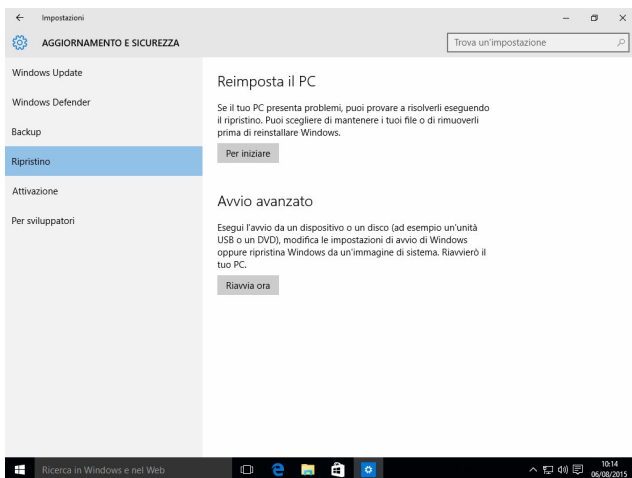 Impostazioni
AGGIORNAMENTO E SICUREZZA
Trova un'impostazione
Windows Update
Windows Defender
Backup
Ripristino
Attivazione
Per sviluppatori
Reimposta il PC
Se il tuo PC presenta problemi, puoi provare a risolverli eseguendo
il ripristino. Puoi scegliere di mantenere i tuoi file o di rimuoverli
prima di reinstallare Windows.
Per iniziare
Avvio avanzato
Esegui l'avvio da un dispositivo o un disco (ad esempio un'unità
USB o un DVD), modifica le impostazioni di avvio di Windows
oppure ripristina Windows da un'immagine di sistema. Riavvierò il
tuo PC.
Riavvia ora
Ricerca in Windows e nel Web
10:14
06/08/2015